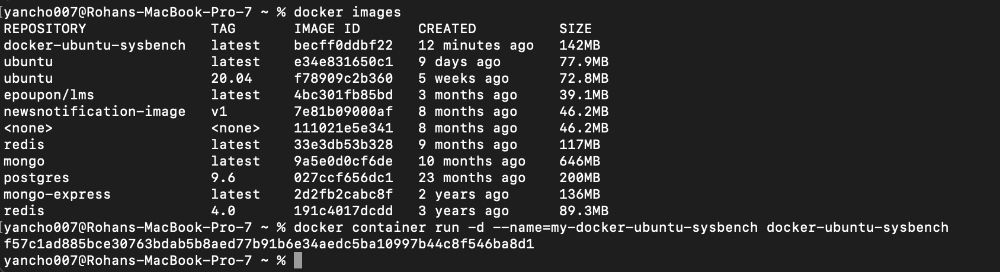 yancho007@Rohans-MacBook-Pro-7 ~ % docker images
REPOSITORY TAG IMAGE ID CREATED SIZE
docker-ubuntu-sysbench latest becff0ddbf22 12 minutes ago 142MB
ubuntu latest e34e831650c1 9 days ago 77.9MB
ubuntu 20.04 f78909c2b360 5 weeks ago 72.8MB
epoupon/lms latest 4bc301fb85bd 3 months ago 39.1MB
newsnotification-image v1 7e81b09000af 8 months ago 46.2MB
<none> <none> 111021e5e341 8 months ago 46.2MB
redis latest 33e3db53b328 9 months ago 117MB
mongo latest 9a5e0d0cf6de 10 months ago 646MB
postgres 9.6 027ccf656dc1 23 months ago 200MB
mongo-express latest 2d2fb2cabc8f 2 years ago 136MB
redis 4.0 191c4017dcdd 3 years ago 89.3MB
yancho007@Rohans-MacBook-Pro-7 ~ % docker container run -d --name=my-docker-ubuntu-sysbench docker-ubuntu-sysbench
f57c1ad885bce30763bdab5b8aed77b91b6e34aedc5ba10997b44c8f546ba8d1
yancho007@Rohans-MacBook-Pro-7 ~ %